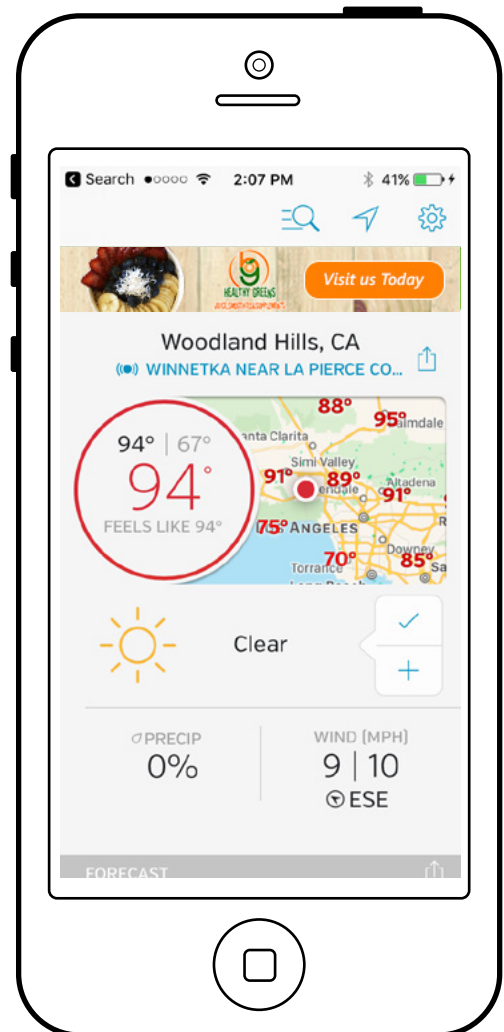 Search 2:07 PM 41%
HEALTHY GREENS
Visit us Today
Woodland Hills, CA
WINNETKA NEAR LA PIERCE CO...
94° | 67°
94°
FEELS LIKE 94°
88°
95°
almdale
anta Clarita
Simi Valley
91°
89°
endale
Altadena
91°
75°
ANGELES
R
70°
Downey
85°
Sa
Torrance
Clear
PRECIP
0%
WIND (MPH)
9 | 10
ESE
FORECAST